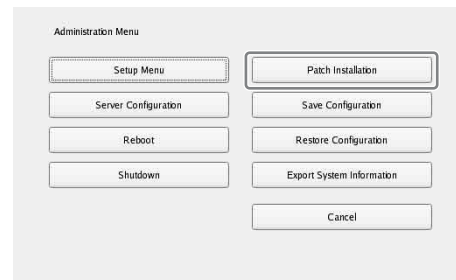 Administration Menu
Setup Menu
Patch Installation
Server Configuration
Save Configuration
Reboot
Restore Configuration
Shutdown
Export System Information
Cancel